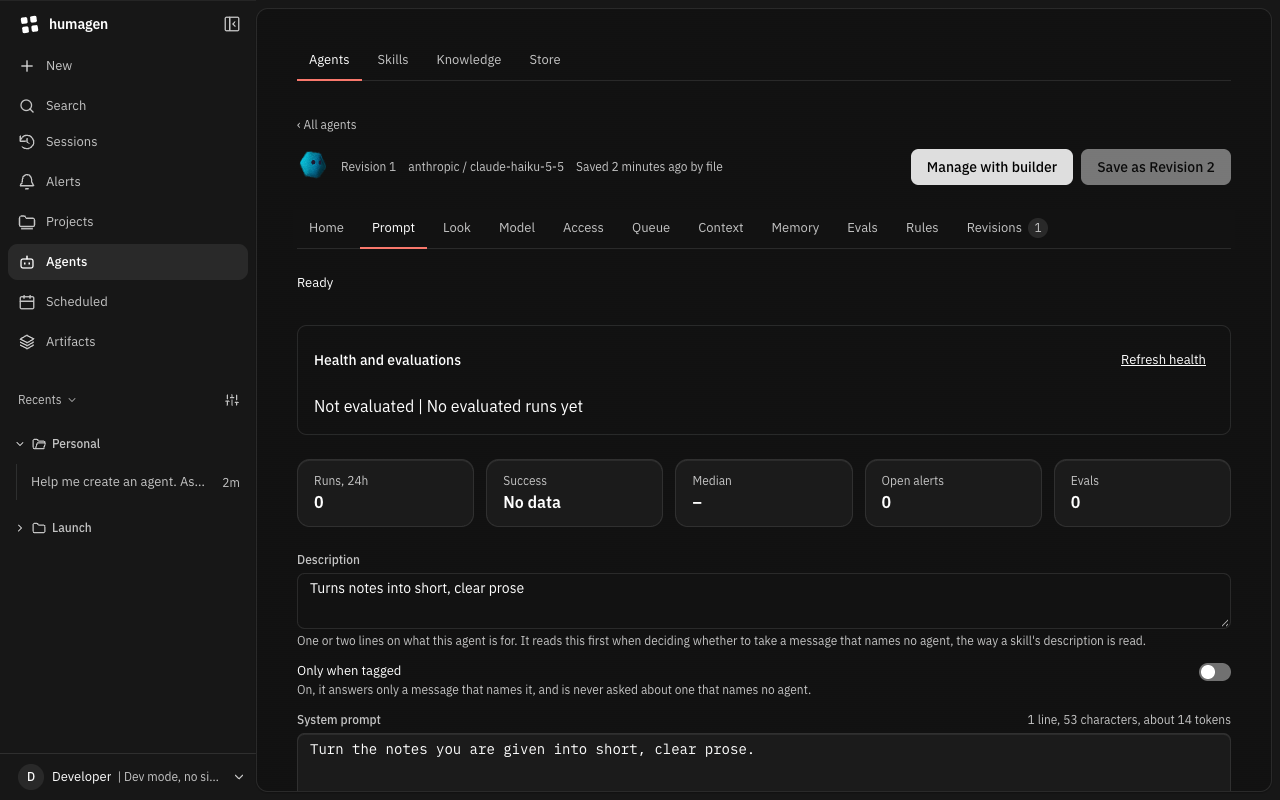 humagen
New
Search
Sessions
Alerts
Projects
Agents
Scheduled
Artifacts
Recents
Personal
Help me create an agent. As... 2m
Launch
D Developer | Dev mode, no si...
Agents Skills Knowledge Store
‹ All agents
Revision 1 anthropic / claude-haiku-5-5 Saved 2 minutes ago by file
Manage with builder Save as Revision 2
Home Prompt Look Model Access Queue Context Memory Evals Rules Revisions 1
Ready
Health and evaluations Refresh health
Not evaluated | No evaluated runs yet
Runs, 24h Success Median Open alerts Evals
0 No data – 0 0
Description
Turns notes into short, clear prose
One or two lines on what this agent is for. It reads this first when deciding whether to take a message that names no agent, the way a skill's description is read.
Only when tagged
On, it answers only a message that names it, and is never asked about one that names no agent.
System prompt 1 line, 53 characters, about 14 tokens
Turn the notes you are given into short, clear prose.